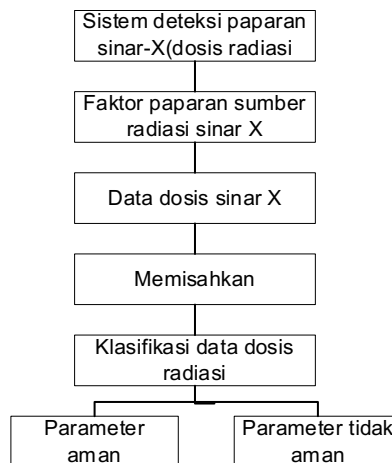 Sistem deteksi paparan
sinar-X(dosis radiasi
Faktor paparan sumber
radiasi sinar X
Data dosis sinar X
Memisahkan
Klasifikasi data dosis
radiasi
Parameter
aman
Parameter tidak
aman